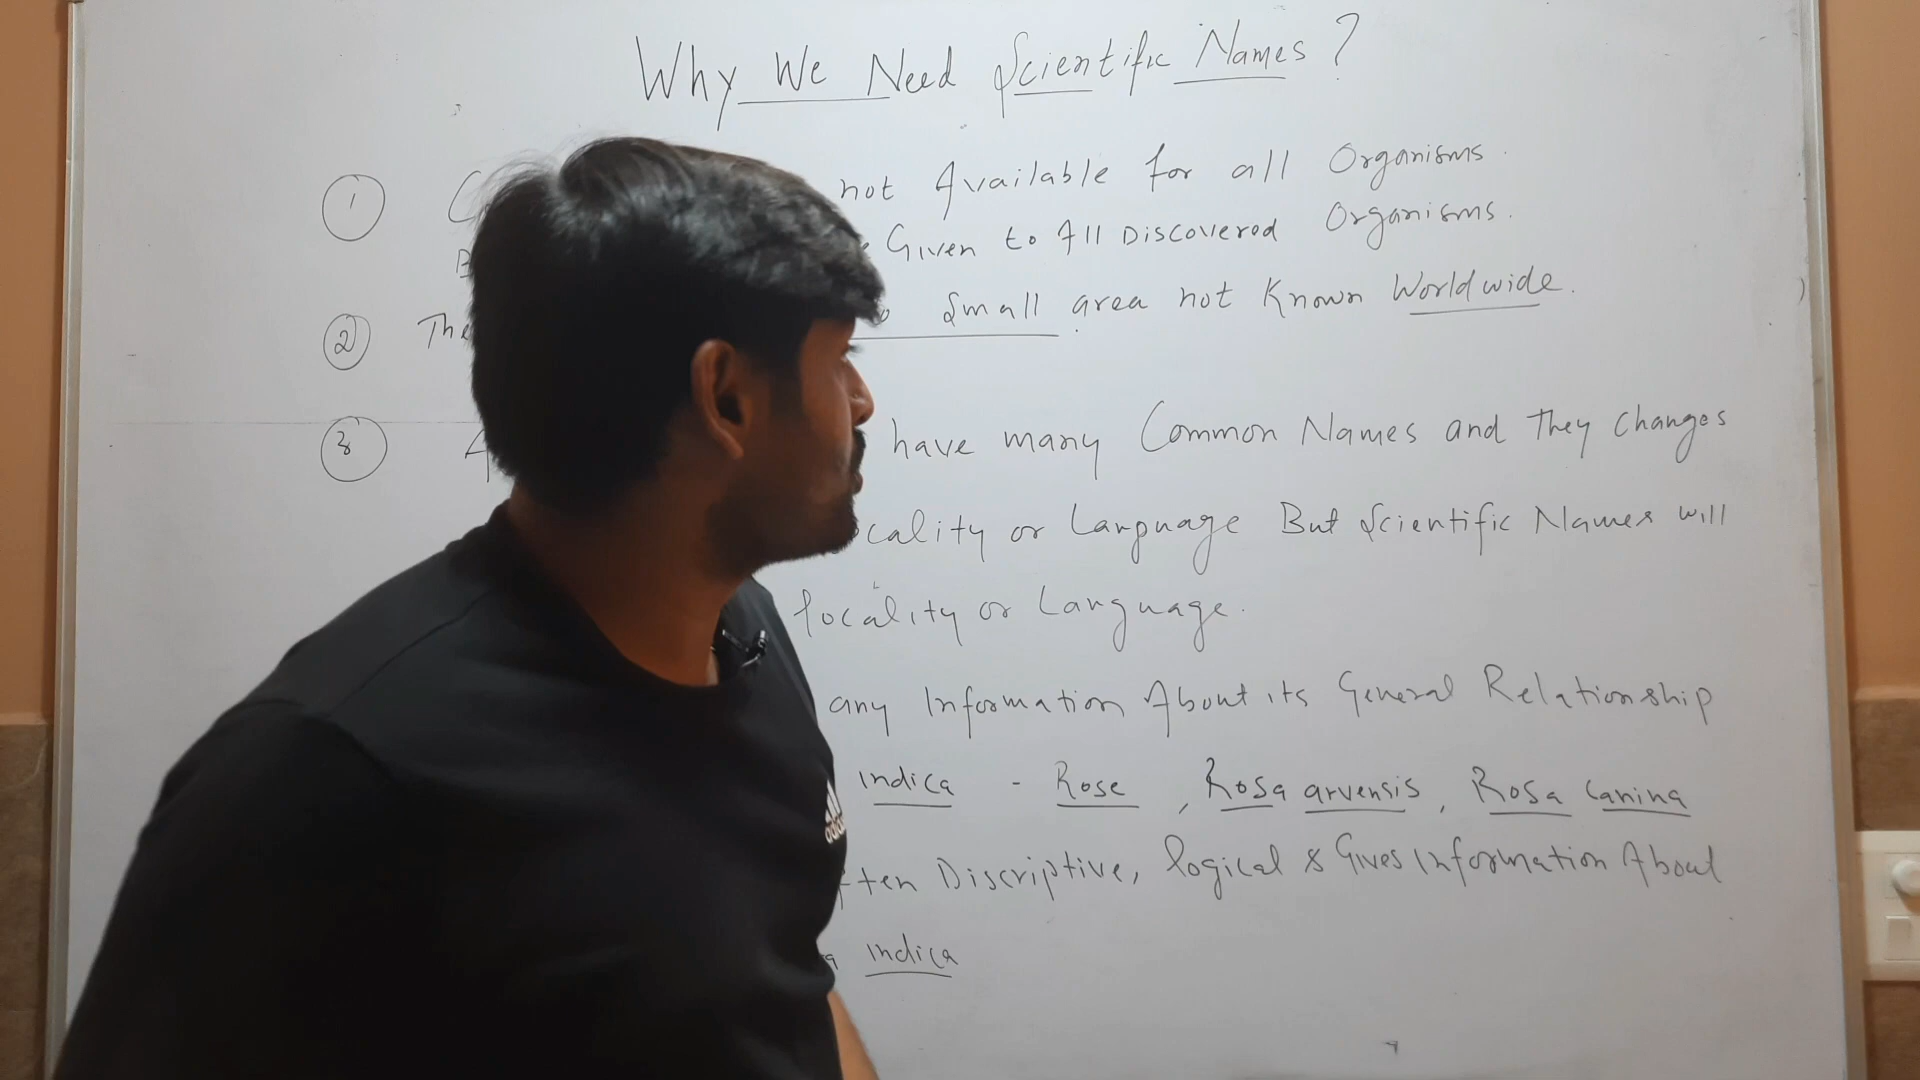 Why We Need Scientific Names ?
1 not Available for all Organisms.
Given to All Discovered Organisms.
2 The Small area not Known Worldwide.
3 A have many Common Names and They Changes
cality or Language But Scientific Names will
locality or Language.
any Information About its General Relationship
indica - Rose, Rosa arvensis, Rosa Canina
ften Discriptive, logical & Gives Information About
indica
adidas